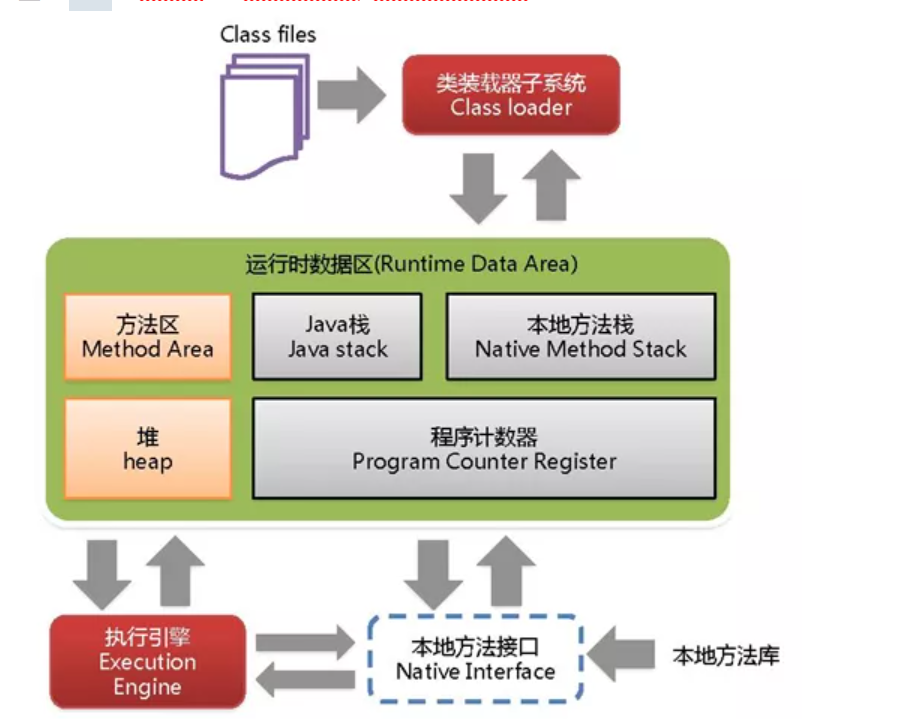 Class files
类装载器子系统
Class loader
运行时数据区(Runtime Data Area)
方法区
Method Area
Java栈
Java stack
本地方法栈
Native Method Stack
堆
heap
程序计数器
Program Counter Register
执行引擎
Execution
Engine
本地方法接口
Native Interface
本地方法库